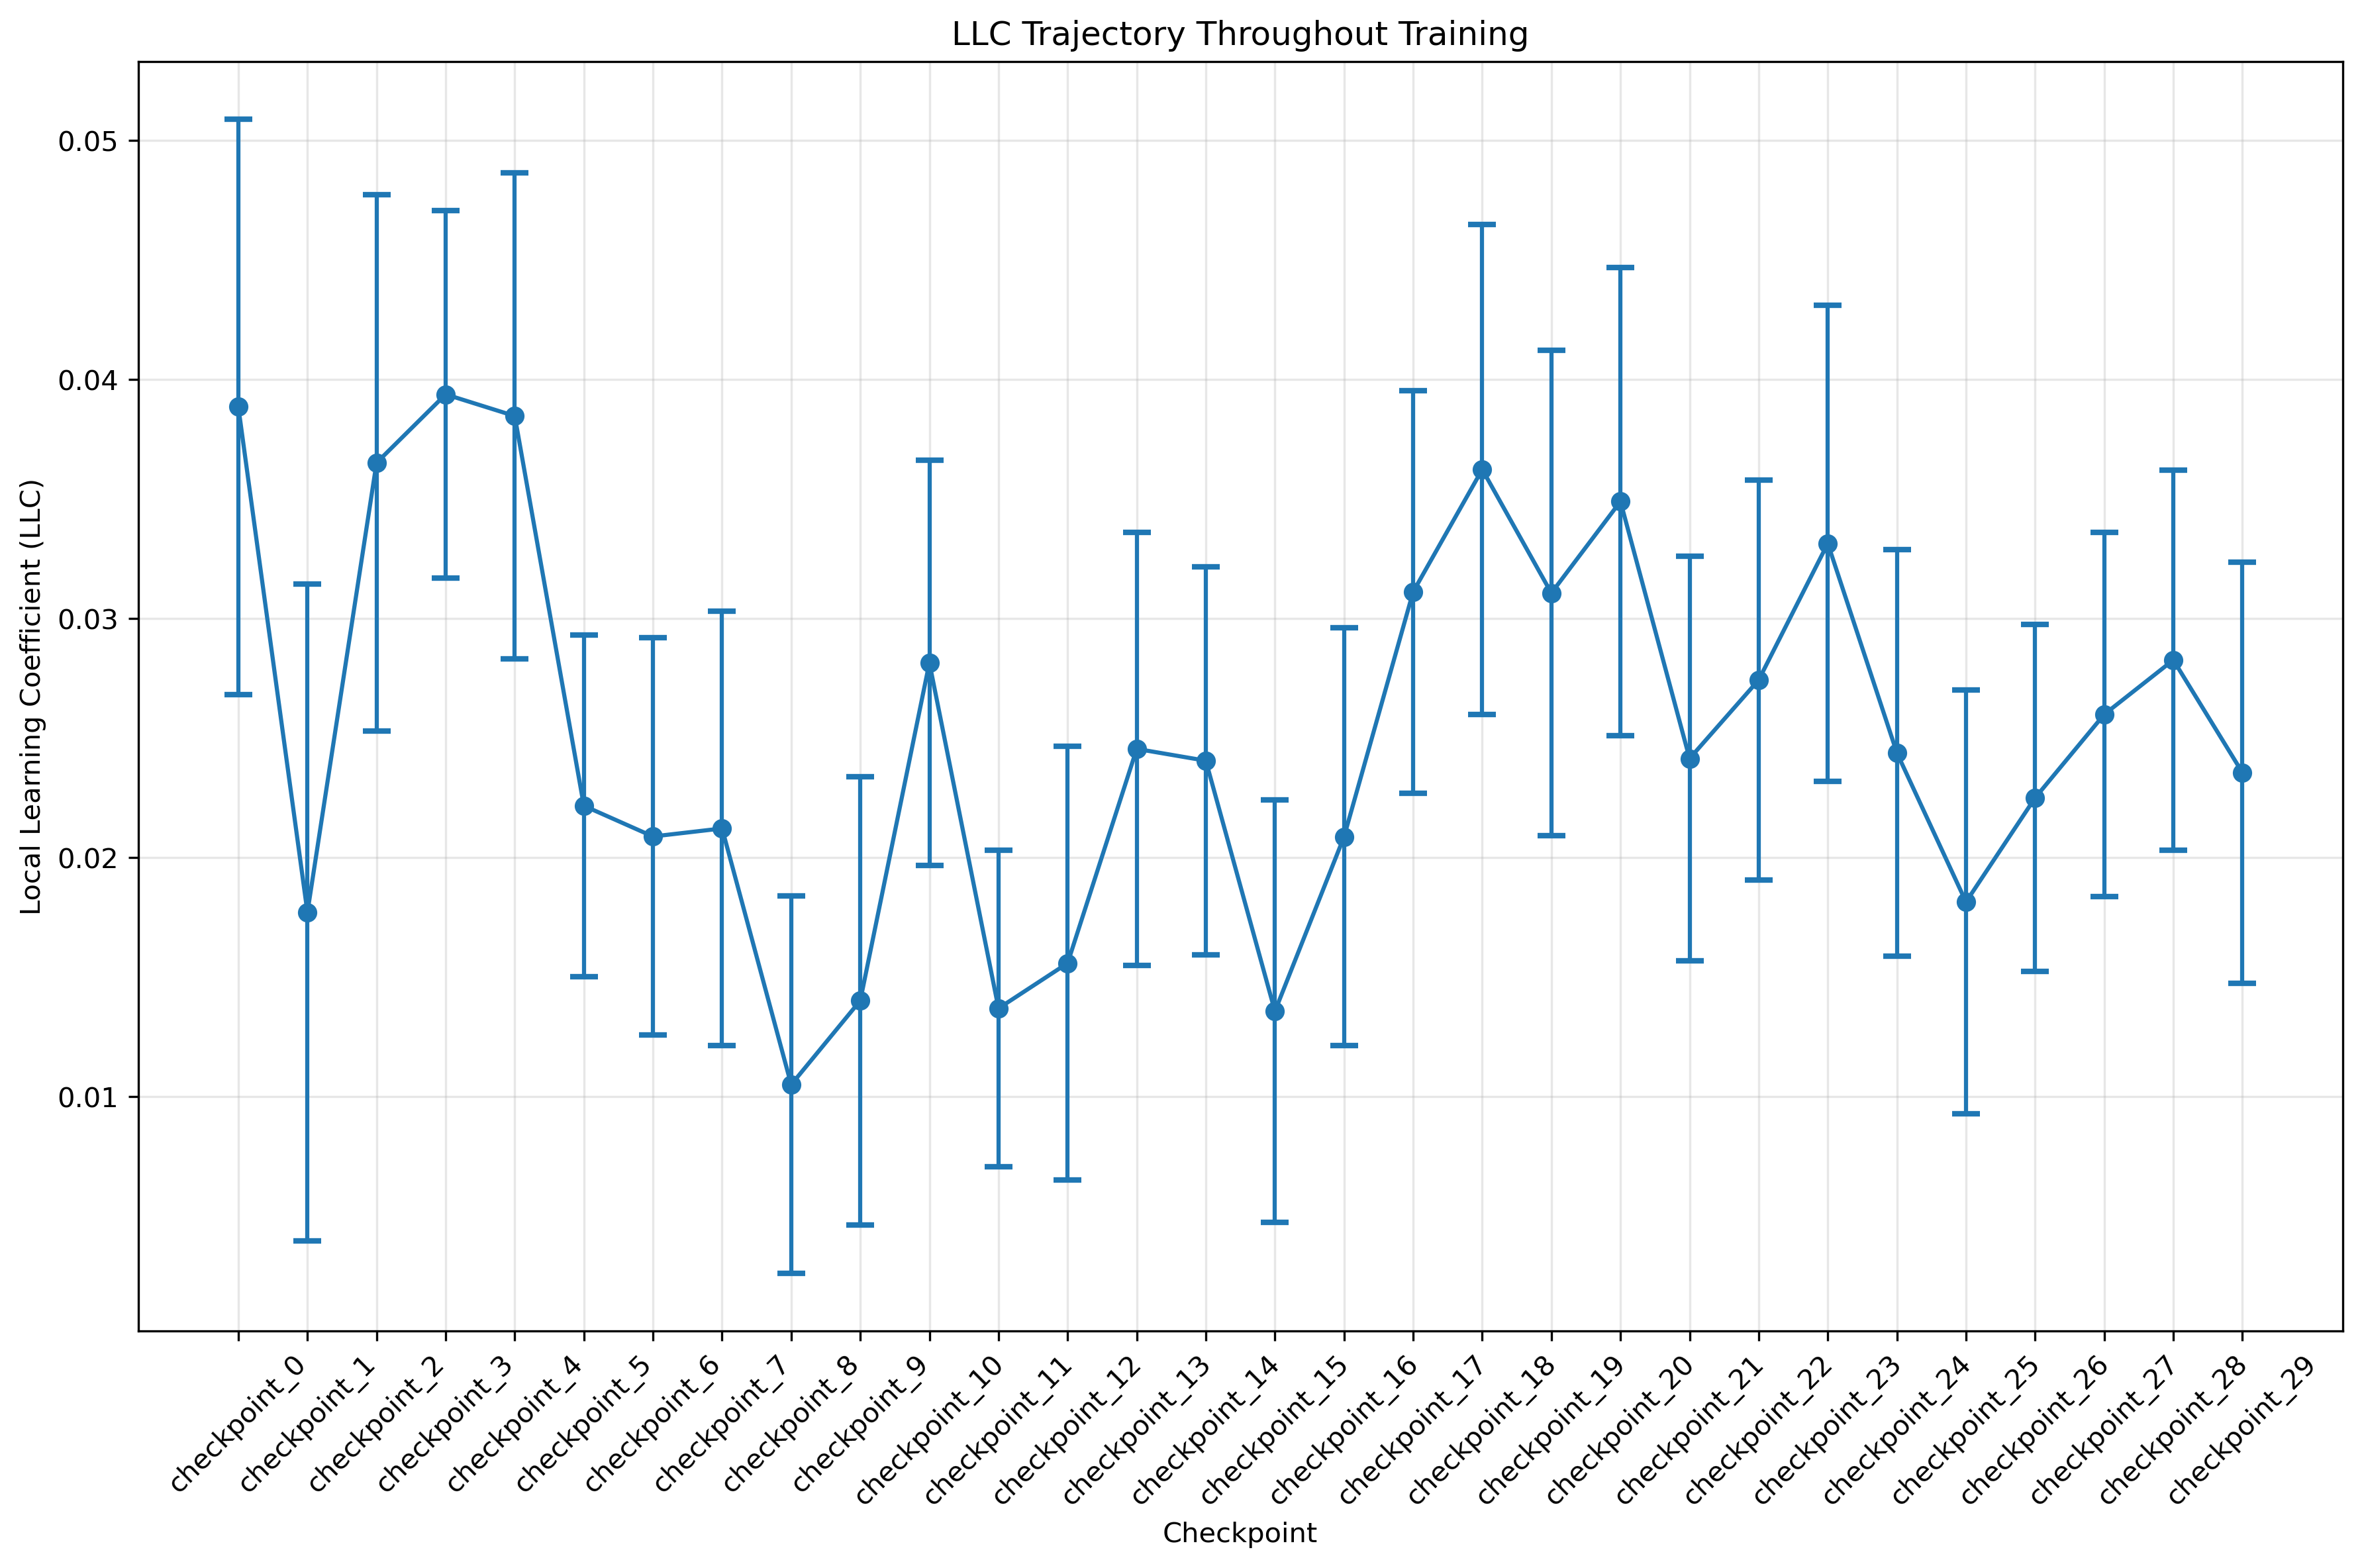 LLC Trajectory Throughout Training
Local Learning Coefficient (LLC)
0.05
0.04
0.03
0.02
0.01
checkpoint_0
checkpoint_1
checkpoint_2
checkpoint_3
checkpoint_4
checkpoint_5
checkpoint_6
checkpoint_7
checkpoint_8
checkpoint_9
checkpoint_10
checkpoint_11
checkpoint_12
checkpoint_13
checkpoint_14
checkpoint_15
checkpoint_16
checkpoint_17
checkpoint_18
checkpoint_19
checkpoint_20
checkpoint_21
checkpoint_22
checkpoint_23
checkpoint_24
checkpoint_25
checkpoint_26
checkpoint_27
checkpoint_28
checkpoint_29
Checkpoint